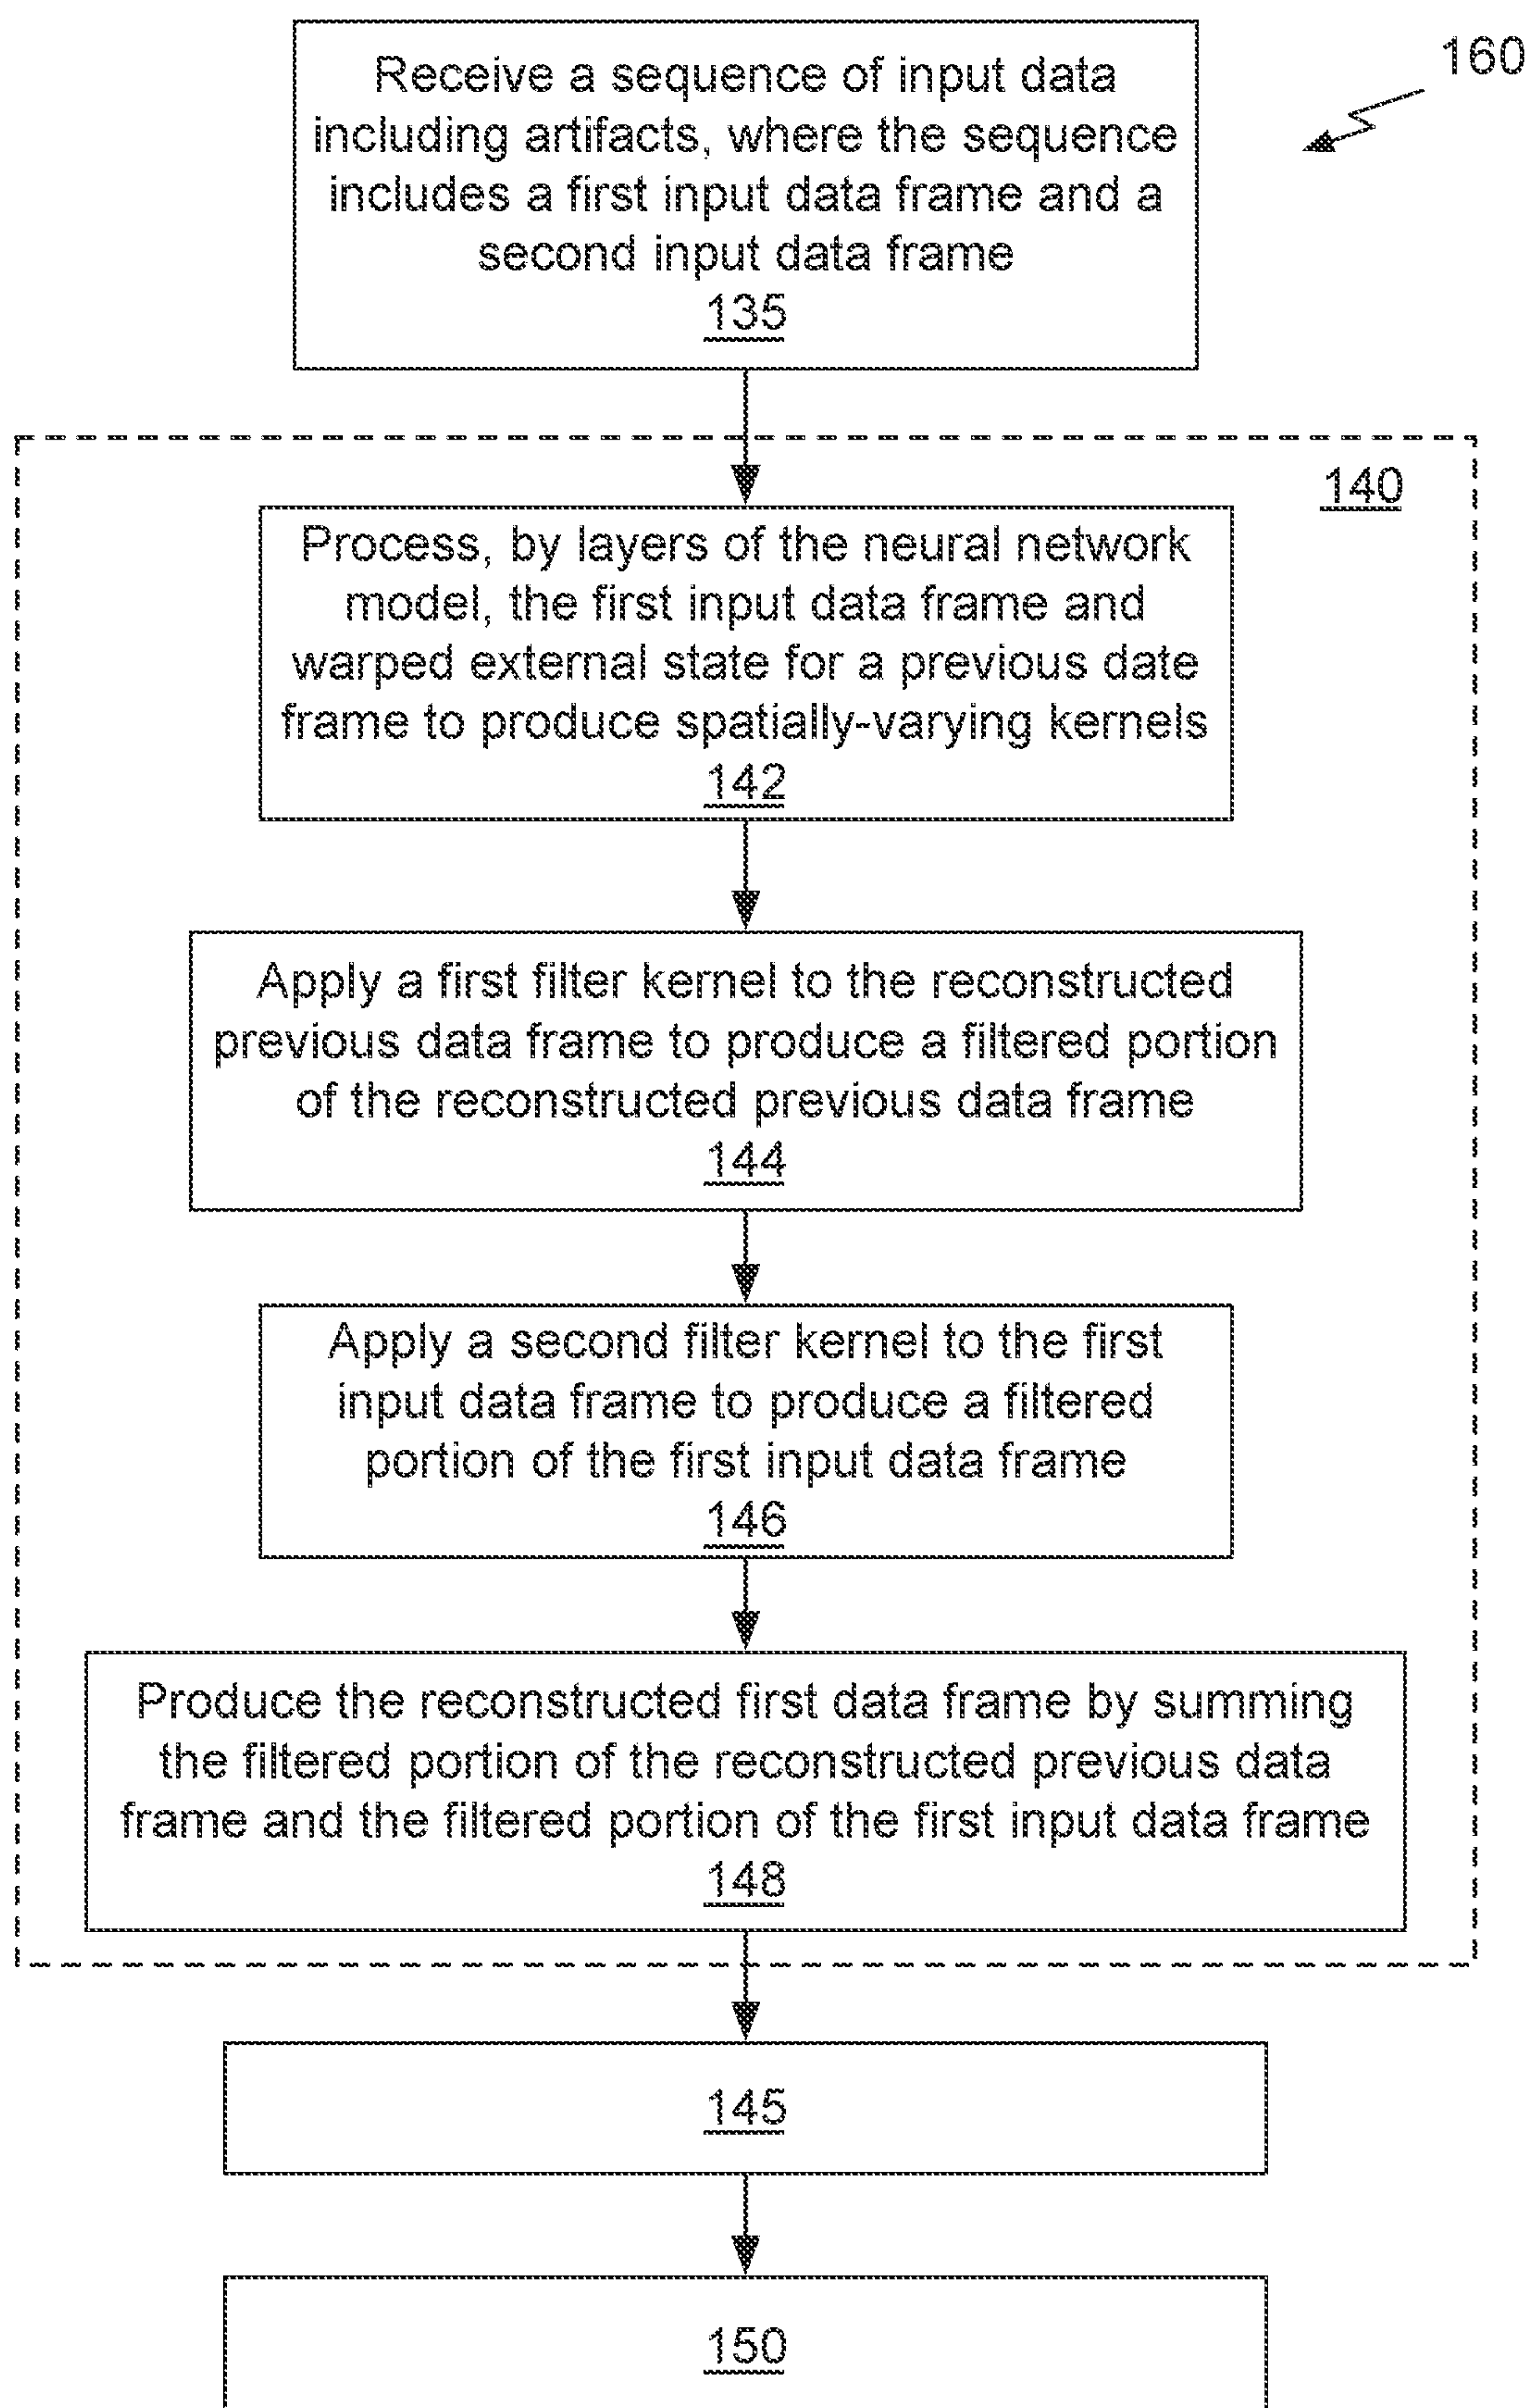 160
Receive a sequence of input data
including artifacts, where the sequence
includes a first input data frame and a
second input data frame
135
140
Process, by layers of the neural network
model, the first input data frame and
warped external state for a previous date
frame to produce spatially-varying kernels
142
Apply a first filter kernel to the reconstructed
previous data frame to produce a filtered portion
of the reconstructed previous data frame
144
Apply a second filter kernel to the first
input data frame to produce a filtered
portion of the first input data frame
146
Produce the reconstructed first data frame by summing
the filtered portion of the reconstructed previous data
frame and the filtered portion of the first input data frame
148
145
150